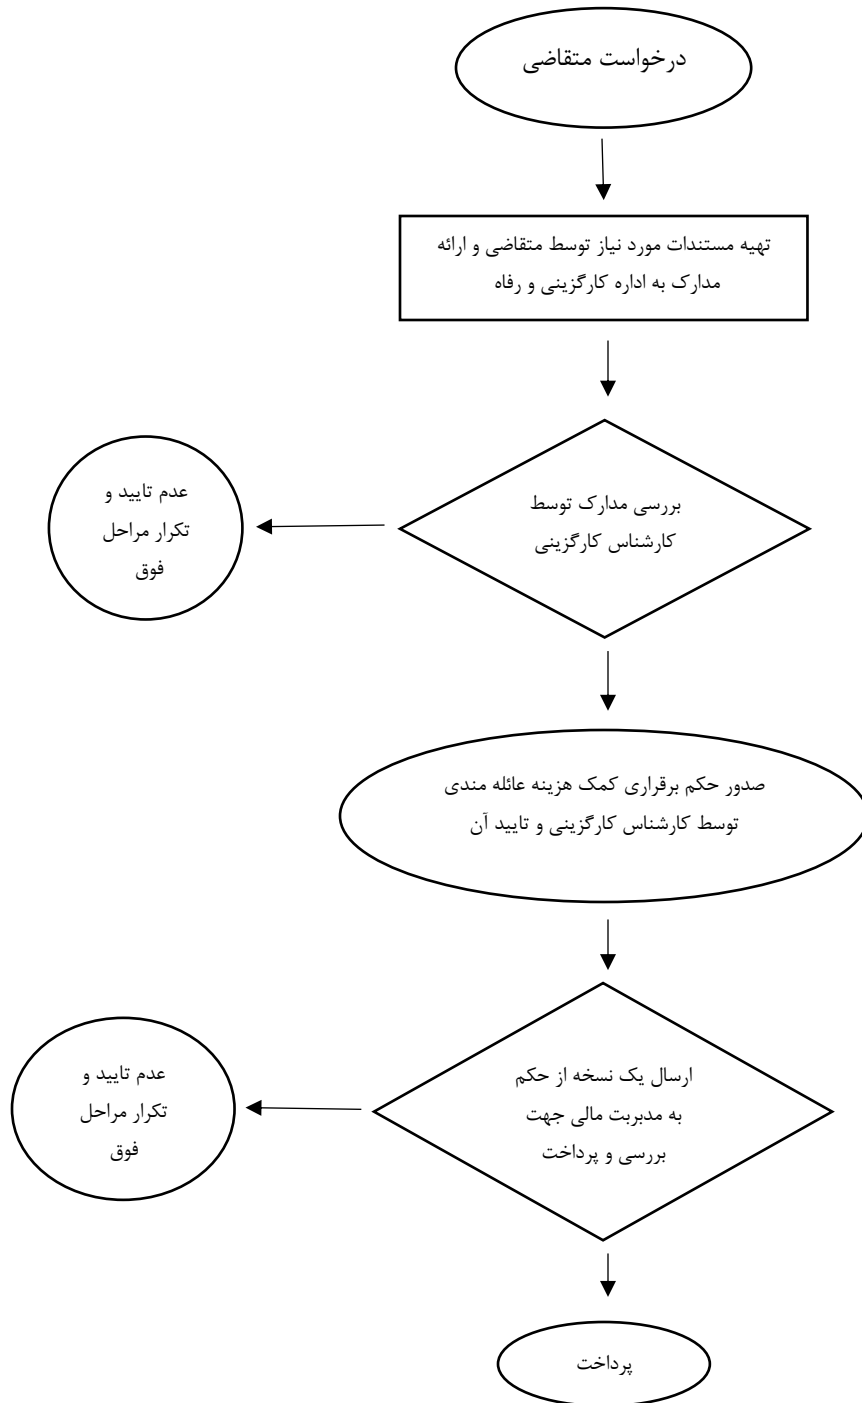 درخواست متقاضی
تهیه مستندات مورد نیاز توسط متقاضی و ارائه
مدارک به اداره کارگزینی و رفاه
بررسی مدارک توسط
کارشناس کارگزینی
عدم تایید و
تکرار مراحل
فوق
صدور حکم برقراری کمک هزینه عائله مندی
توسط کارشناس کارگزینی و تایید آن
ارسال یک نسخه از حکم
به مدبریت مالی جهت
بررسی و پرداخت
عدم تایید و
تکرار مراحل
فوق
پرداخت